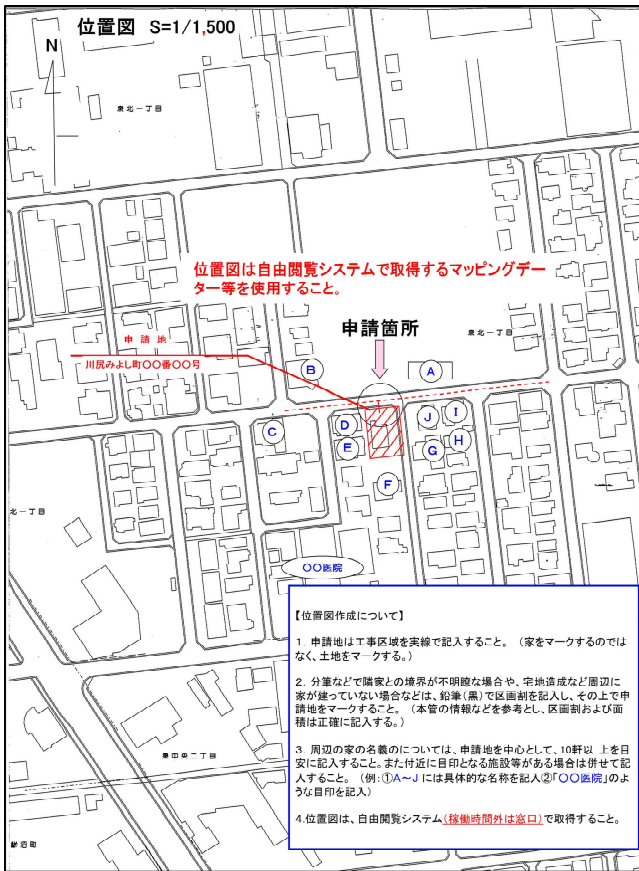 位置図 S=1/1,500
N
泉北一丁目
位置図は自由閲覧システムで取得するマッピングデー
ター等を使用すること。
申請地
川尻みよし町〇〇番〇〇号
申請箇所
泉北一丁目
B
A
C
D
E
F
J
I
G
H
北一丁目
〇〇医院
泉中央二丁目
【位置図作成について】
1. 申請地は工事区域を実線で記入すること。（家をマークするのでは
なく、土地をマークする。）
2. 分筆などで隣家との境界が不明瞭な場合や、宅地造成など周辺に
家が建っていない場合などは、鉛筆（黒）で区画割を記入し、その上で申
請地をマークすること。（本管の情報などを参考とし、区画割および面
積は正確に記入する。）
3. 周辺の家の名義のについては、申請地を中心として、10軒以 上を目
安に記入すること。また付近に目印となる施設等がある場合は併せて記
入すること。（例：①A～Jには具体的な名称を記入②「〇〇医院」のよ
うな目印を記入）
4.位置図は、自由閲覧システム(稼働時間外は窓口)で取得すること。